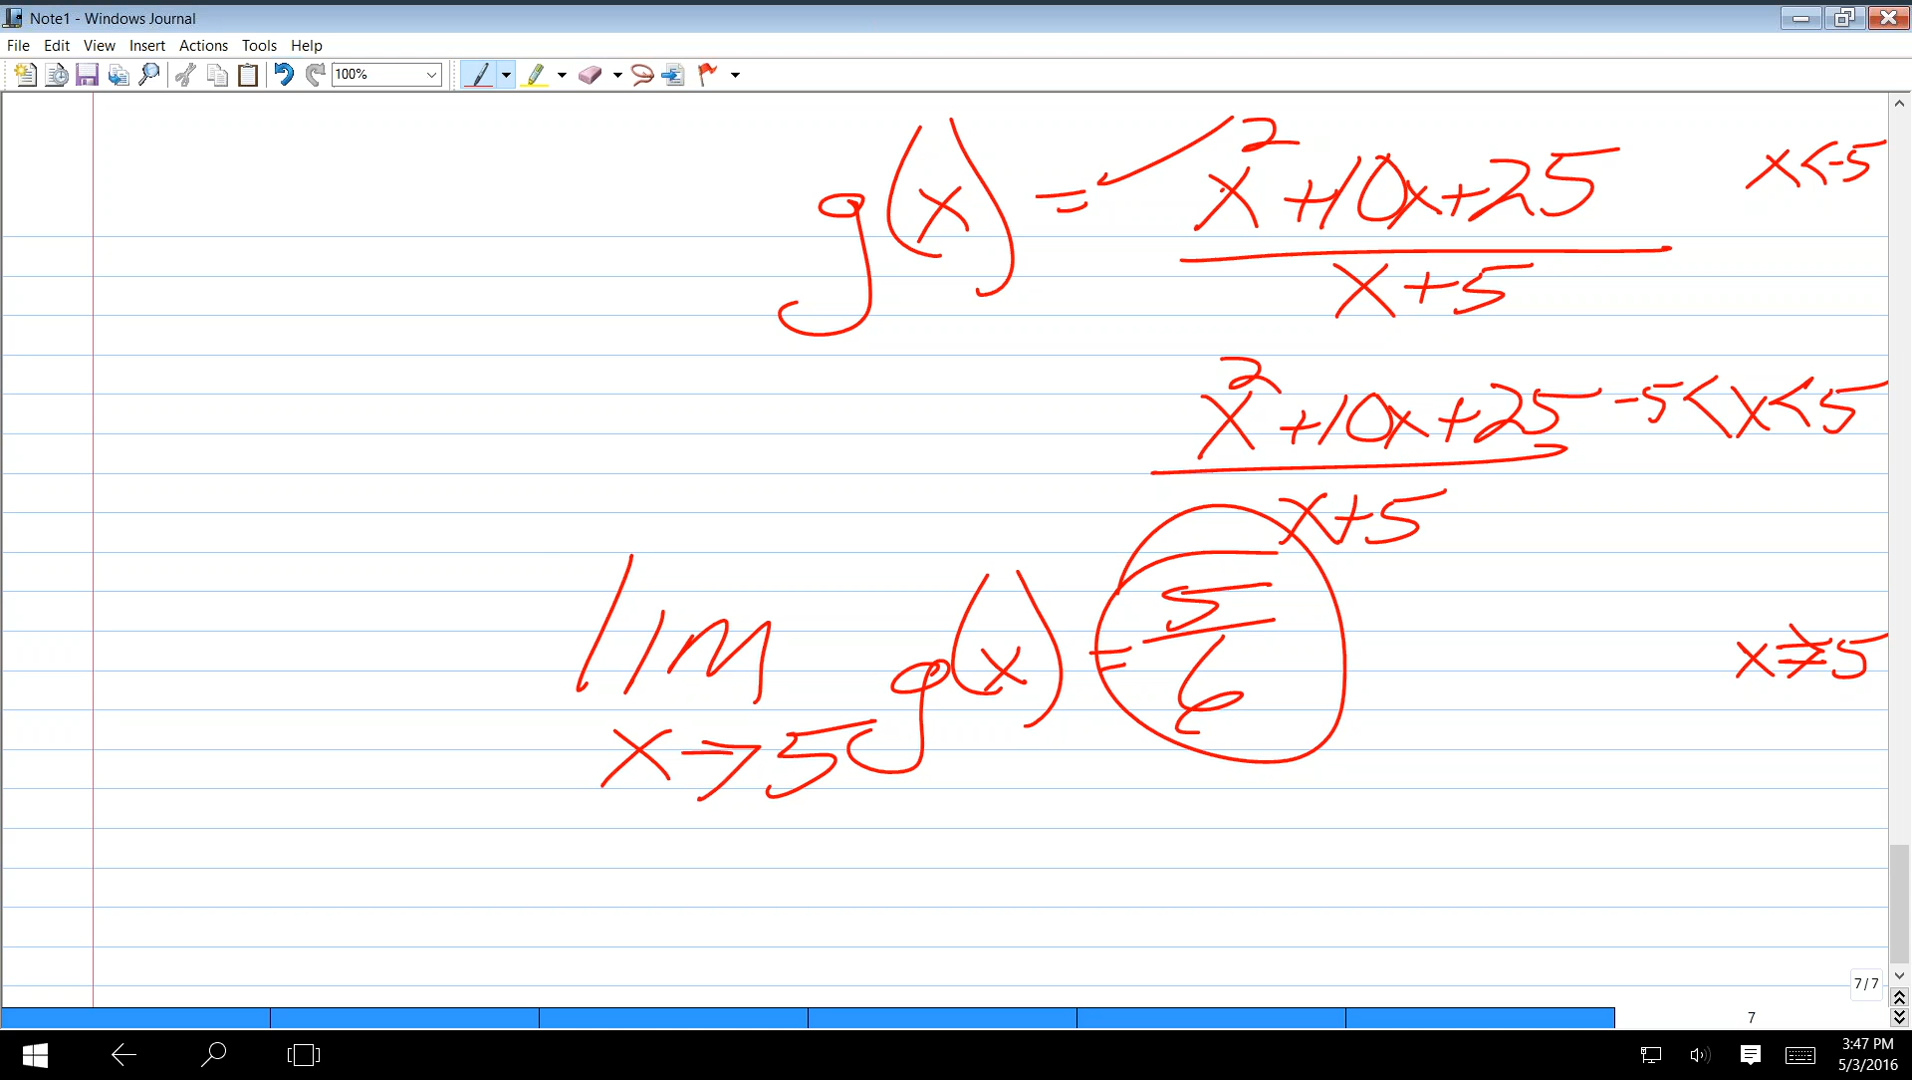 Note1 - Windows Journal
File Edit View Insert Actions Tools Help
100%
g(x) = x² + 10x + 25 x < -5
x + 5
x² + 10x + 25 -5 < x < 5
x + 5
lim g(x) = 5/6 x ≥ 5
x → 5
7 / 7
7
3:47 PM
5/3/2016